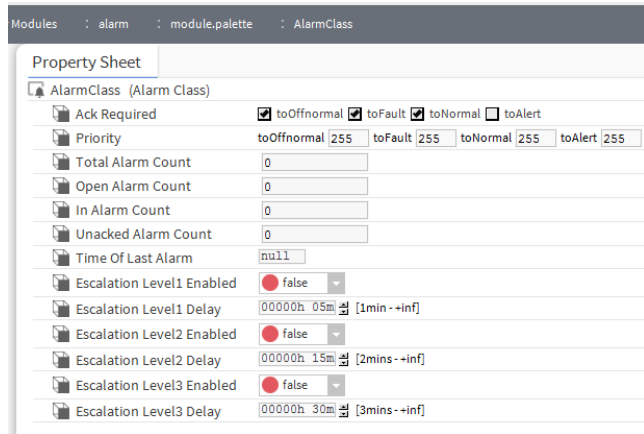 Modules : alarm : module.palette : AlarmClass
Property Sheet
AlarmClass (Alarm Class)
Ack Required toOffnormal toFault toNormal toAlert
Priority toOffnormal 255 toFault 255 toNormal 255 toAlert 255
Total Alarm Count 0
Open Alarm Count 0
In Alarm Count 0
Unacked Alarm Count 0
Time Of Last Alarm null
Escalation Level1 Enabled false
Escalation Level1 Delay 00000h 05m [1min-+inf]
Escalation Level2 Enabled false
Escalation Level2 Delay 00000h 15m [2mins-+inf]
Escalation Level3 Enabled false
Escalation Level3 Delay 00000h 30m [3mins-+inf]